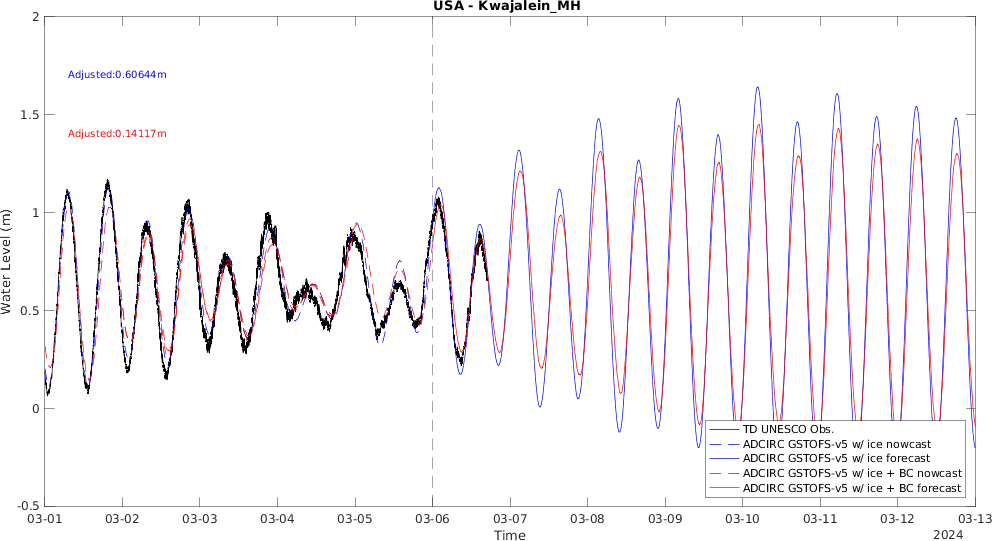 USA - Kwajalein_MH
2
Adjusted:0.60644m
1.5
Adjusted:0.14117m
1
Water Level (m)
0.5
0
TD UNESCO Obs.
ADCIRC GSTOFS-v5 w/ ice nowcast
ADCIRC GSTOFS-v5 w/ ice forecast
ADCIRC GSTOFS-v5 w/ ice + BC nowcast
ADCIRC GSTOFS-v5 w/ ice + BC forecast
-0.5
03-01 03-02 03-03 03-04 03-05 03-06 03-07 03-08 03-09 03-10 03-11 03-12 03-13
Time
2024